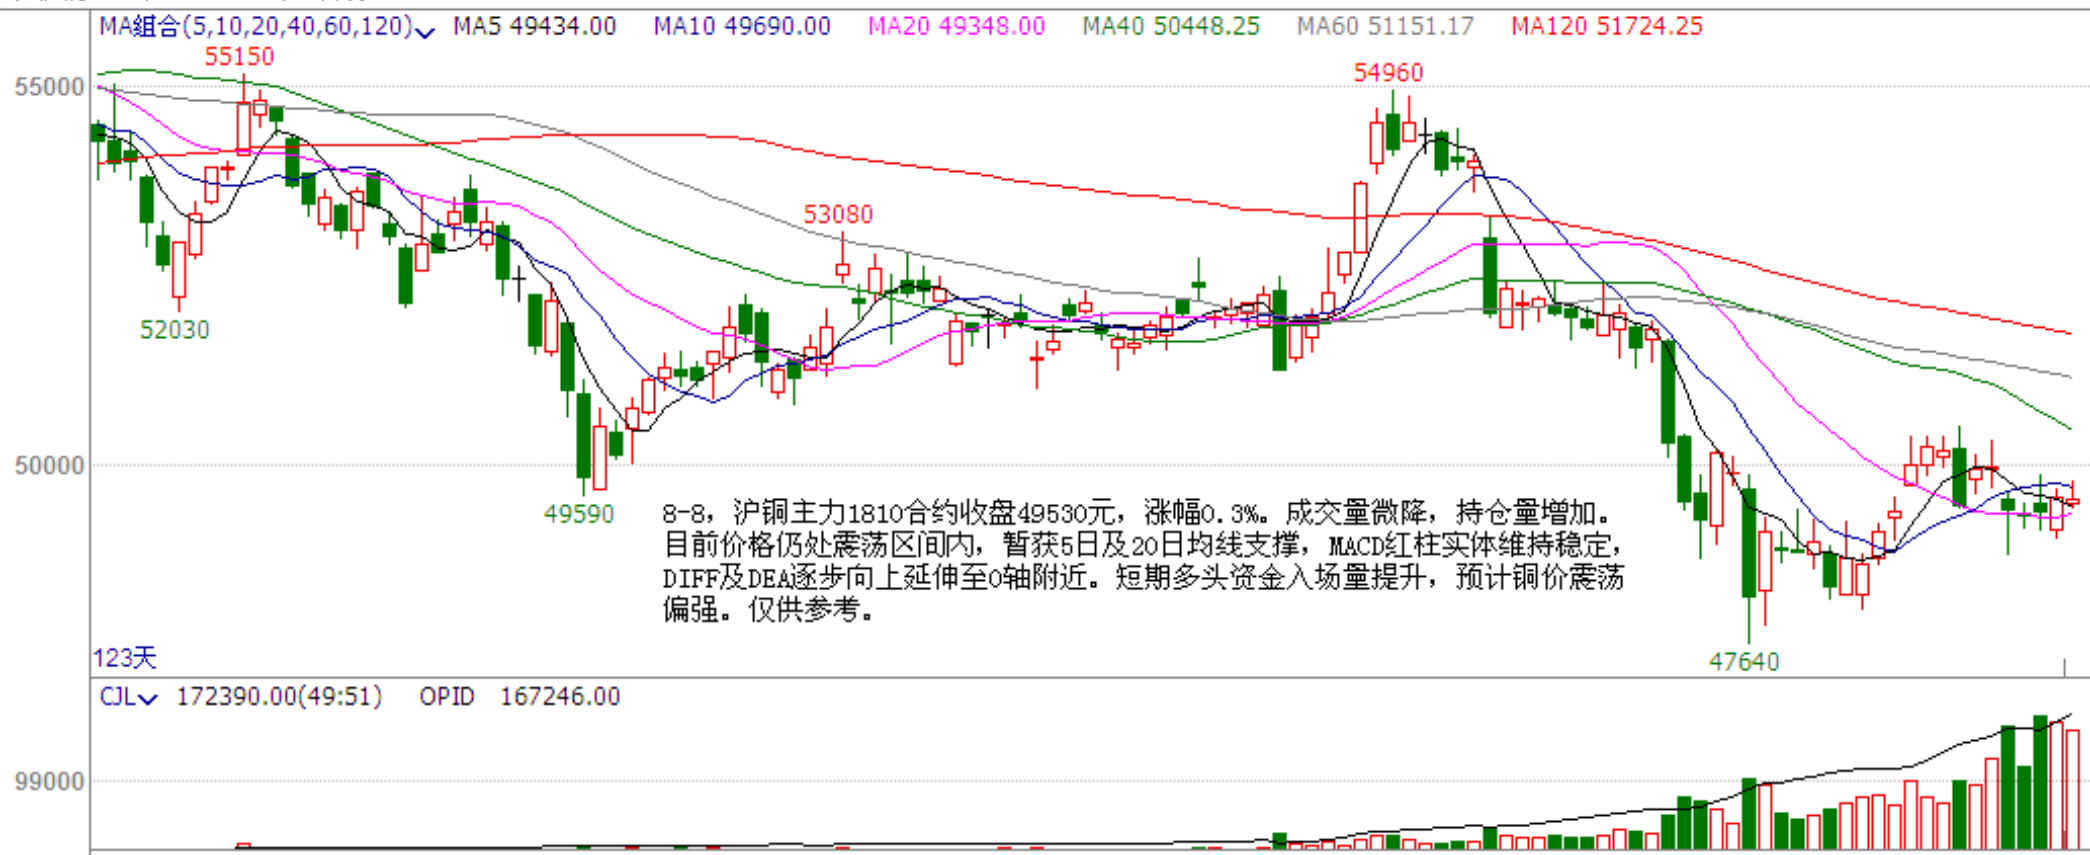 MA组合(5,10,20,40,60,120) MA5 49434.00 MA10 49690.00 MA20 49348.00 MA40 50448.25 MA60 51151.17 MA120 51724.25
55150
54960
55000
53080
52030
50000
49590
8-8，沪铜主力1810合约收盘49530元，涨幅0.3%。成交量微降，持仓量增加。
目前价格仍处震荡区间内，暂获5日及20日均线支撑，MACD红柱实体维持稳定，
DIFF及DEA逐步向上延伸至0轴附近。短期多头资金入场量提升，预计铜价震荡
偏强。仅供参考。
123天
47640
CJL 172390.00(49:51) OPID 167246.00
99000